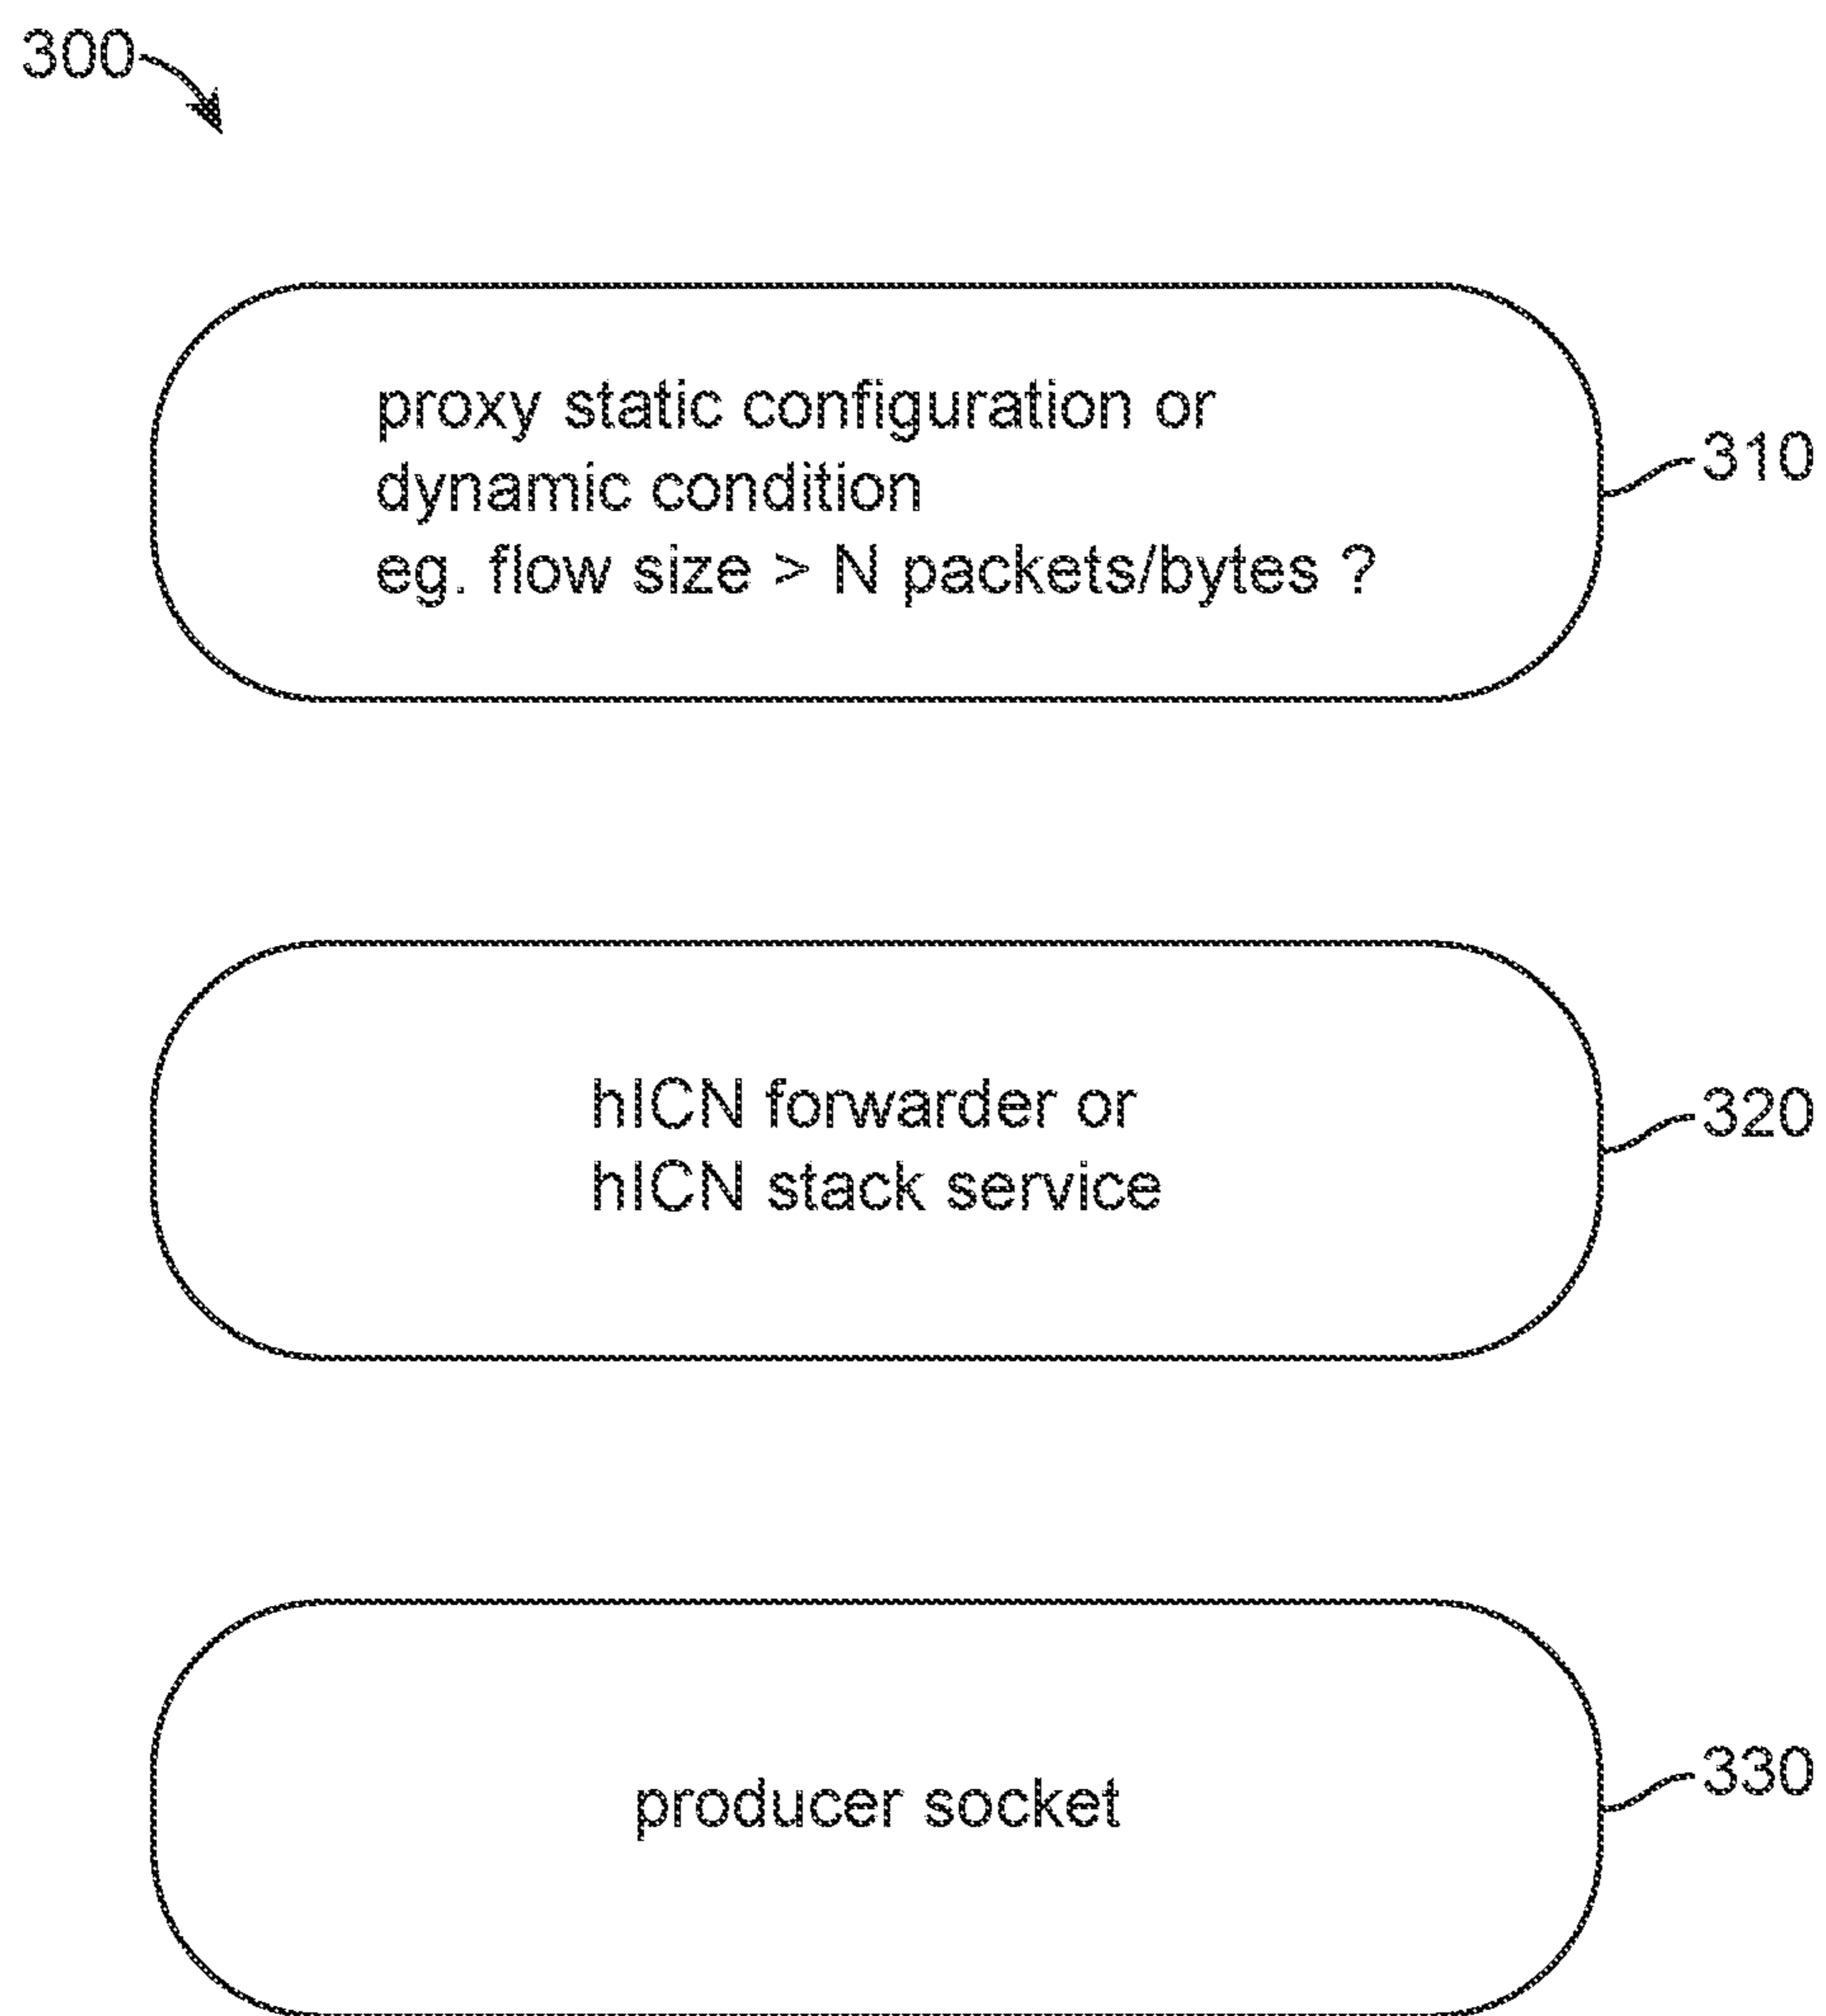 300
proxy static configuration or
dynamic condition
eg. flow size > N packets/bytes ?
310
hICN forwarder or
hICN stack service
320
producer socket
330